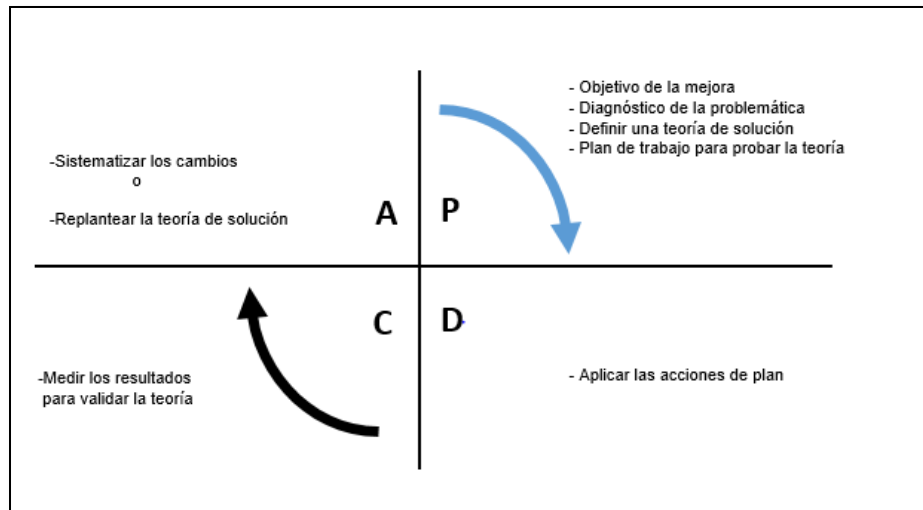 - Objetivo de la mejora
- Diagnóstico de la problemática
- Definir una teoría de solución
- Plan de trabajo para probar la teoría
-Sistematizar los cambios
o
-Replantear la teoría de solución
A
P
C
D
-Medir los resultados
para validar la teoría
- Aplicar las acciones de plan